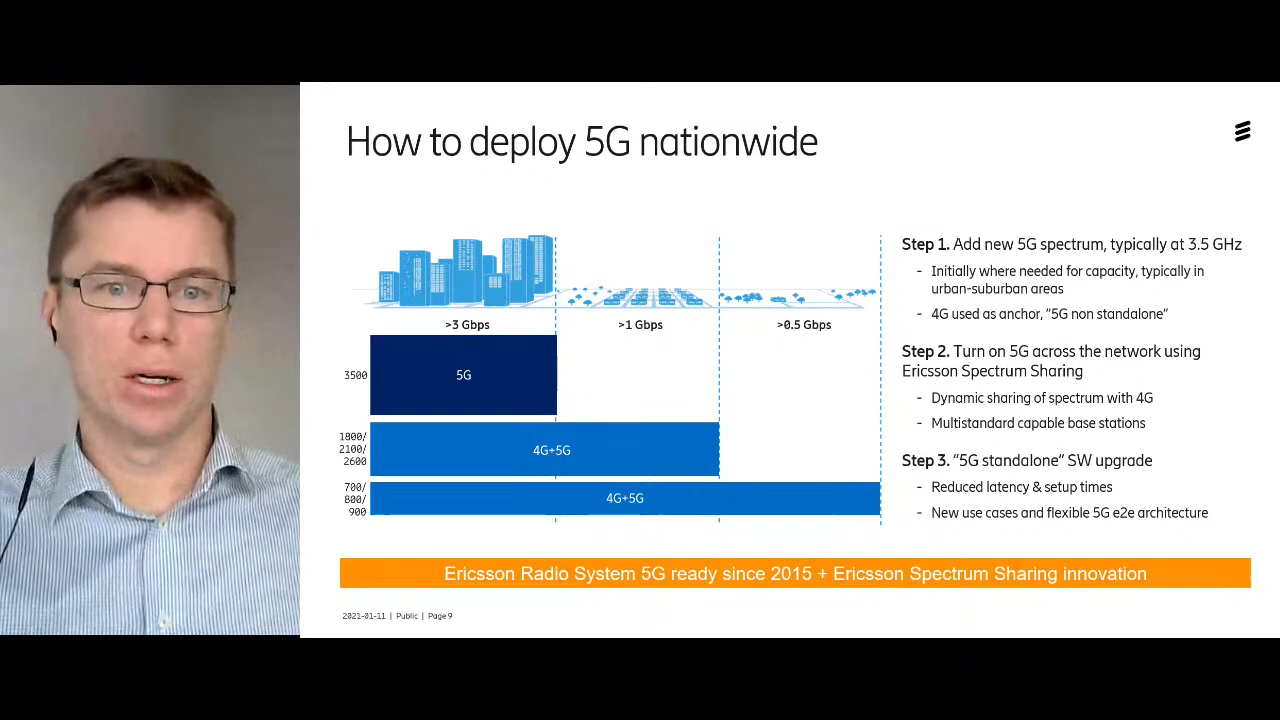 How to deploy 5G nationwide
>3 Gbps
>1 Gbps
>0.5 Gbps
3500
5G
1800/
2100/
2600
4G+5G
700/
800/
900
4G+5G
Step 1. Add new 5G spectrum, typically at 3.5 GHz
- Initially where needed for capacity, typically in
urban-suburban areas
- 4G used as anchor, "5G non standalone"
Step 2. Turn on 5G across the network using
Ericsson Spectrum Sharing
- Dynamic sharing of spectrum with 4G
- Multistandard capable base stations
Step 3. "5G standalone" SW upgrade
- Reduced latency & setup times
- New use cases and flexible 5G e2e architecture
Ericsson Radio System 5G ready since 2015 + Ericsson Spectrum Sharing innovation
2021-01-11 | Public | Page 9